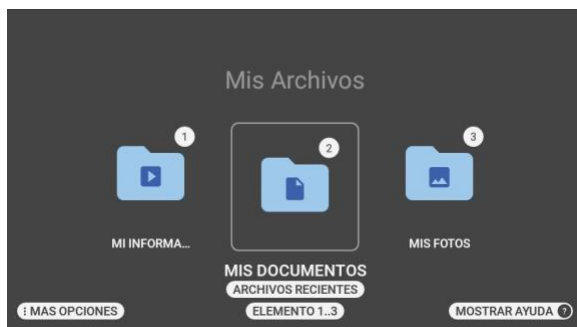 Mis Archivos
1
2
3
MI INFORMA...
MIS FOTOS
MIS DOCUMENTOS
ARCHIVOS RECIENTES
⋮ MAS OPCIONES
ELEMENTO 1..3
MOSTRAR AYUDA ?